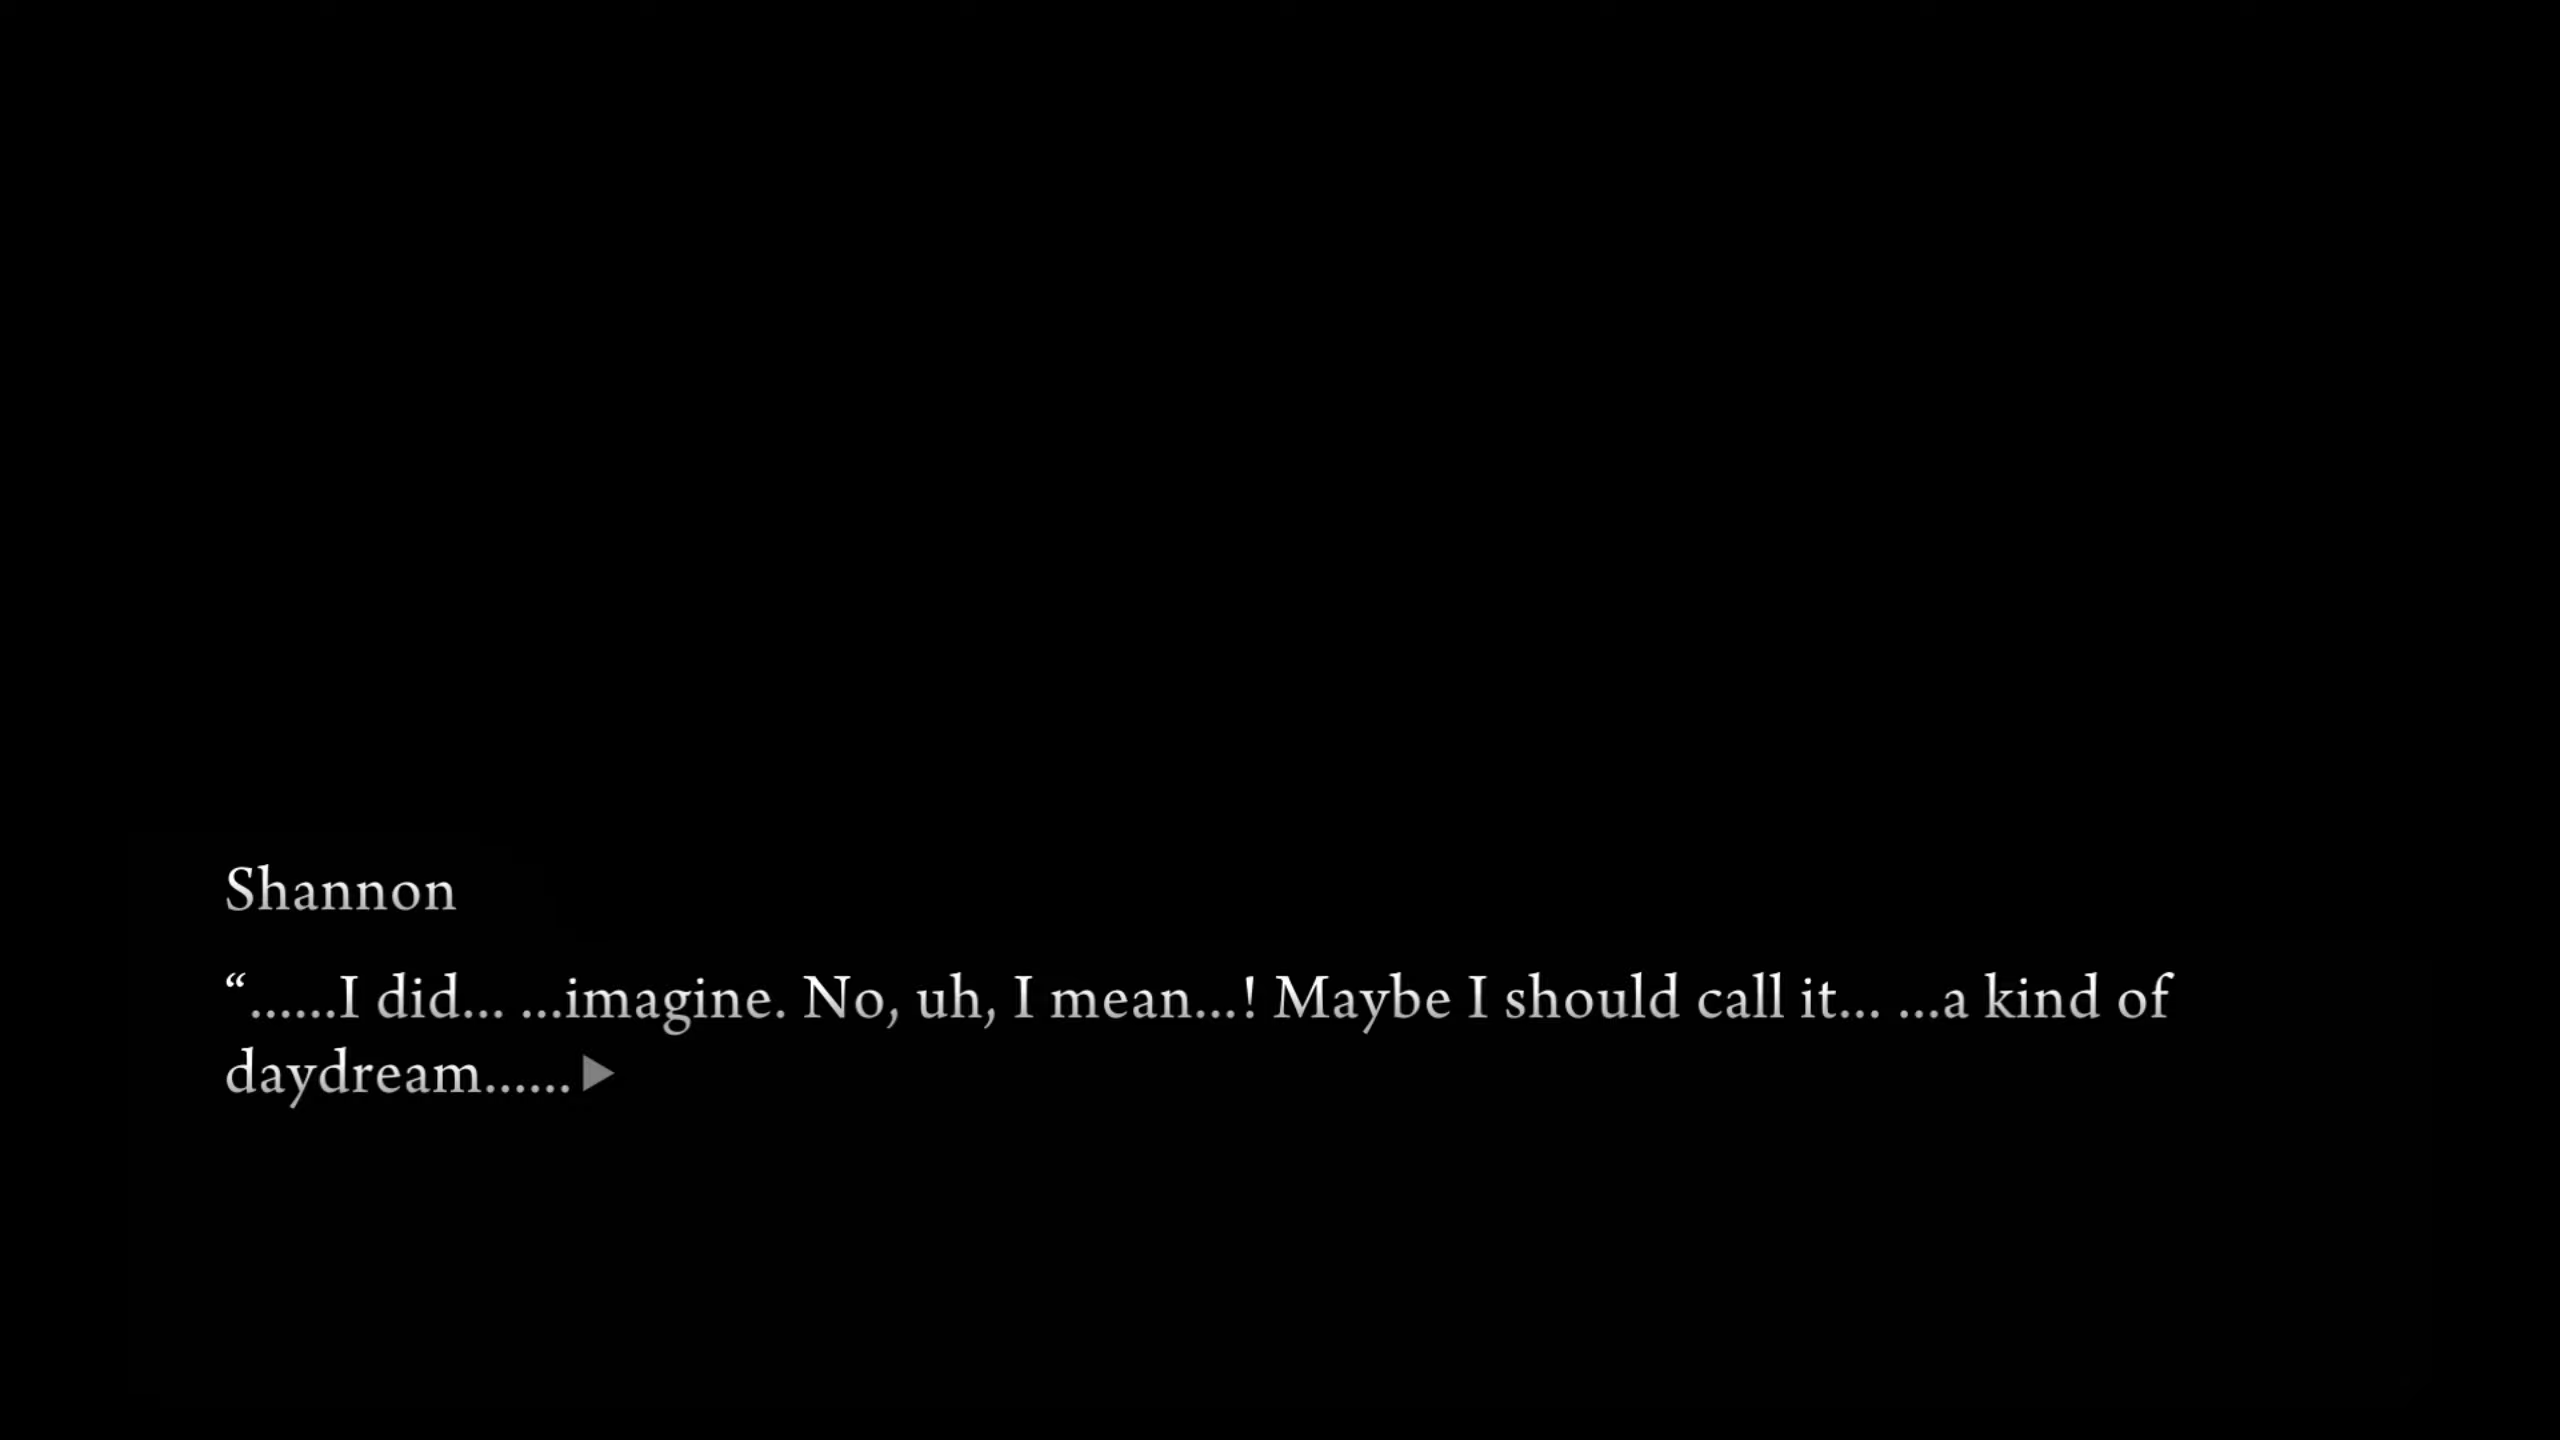 Shannon
“......I did... ...imagine. No, uh, I mean...! Maybe I should call it... ...a kind of
daydream......